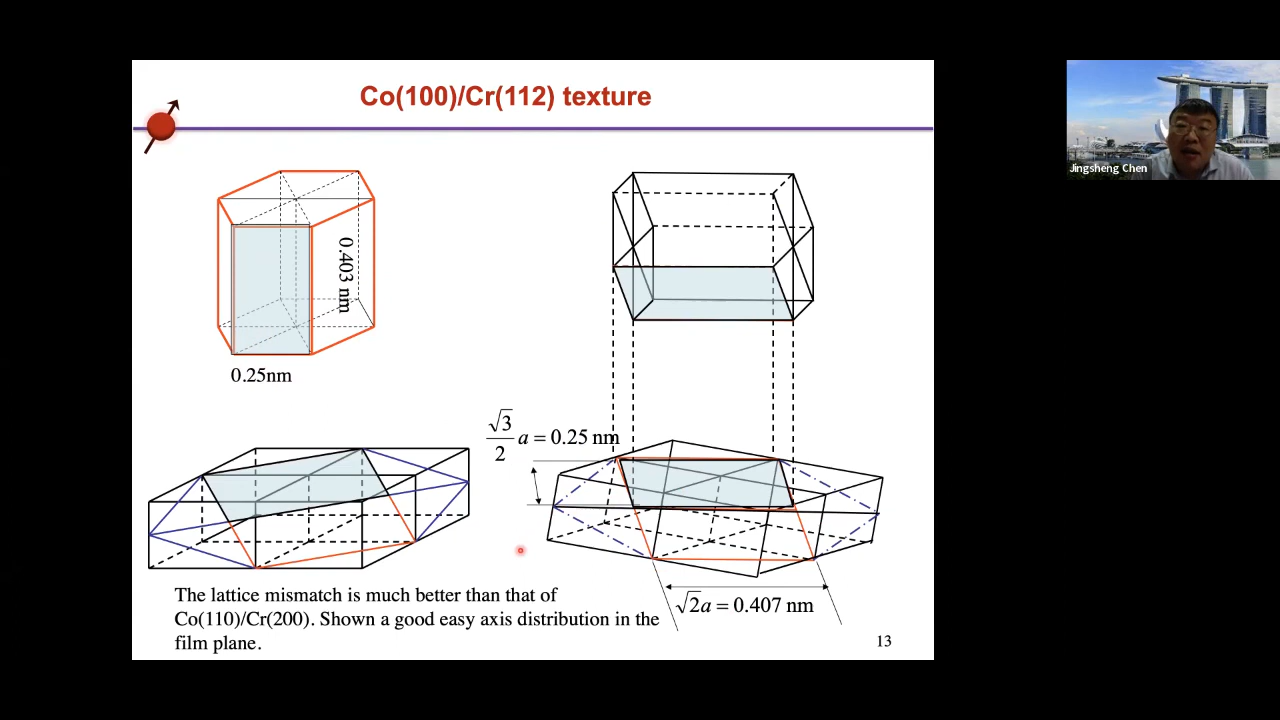 Co(100)/Cr(112) texture
Jingsheng Chen
0.403 nm
0.25nm
√3/2 a = 0.25 nm
√2a = 0.407 nm
The lattice mismatch is much better than that of
Co(110)/Cr(200). Shown a good easy axis distribution in the
film plane.
13